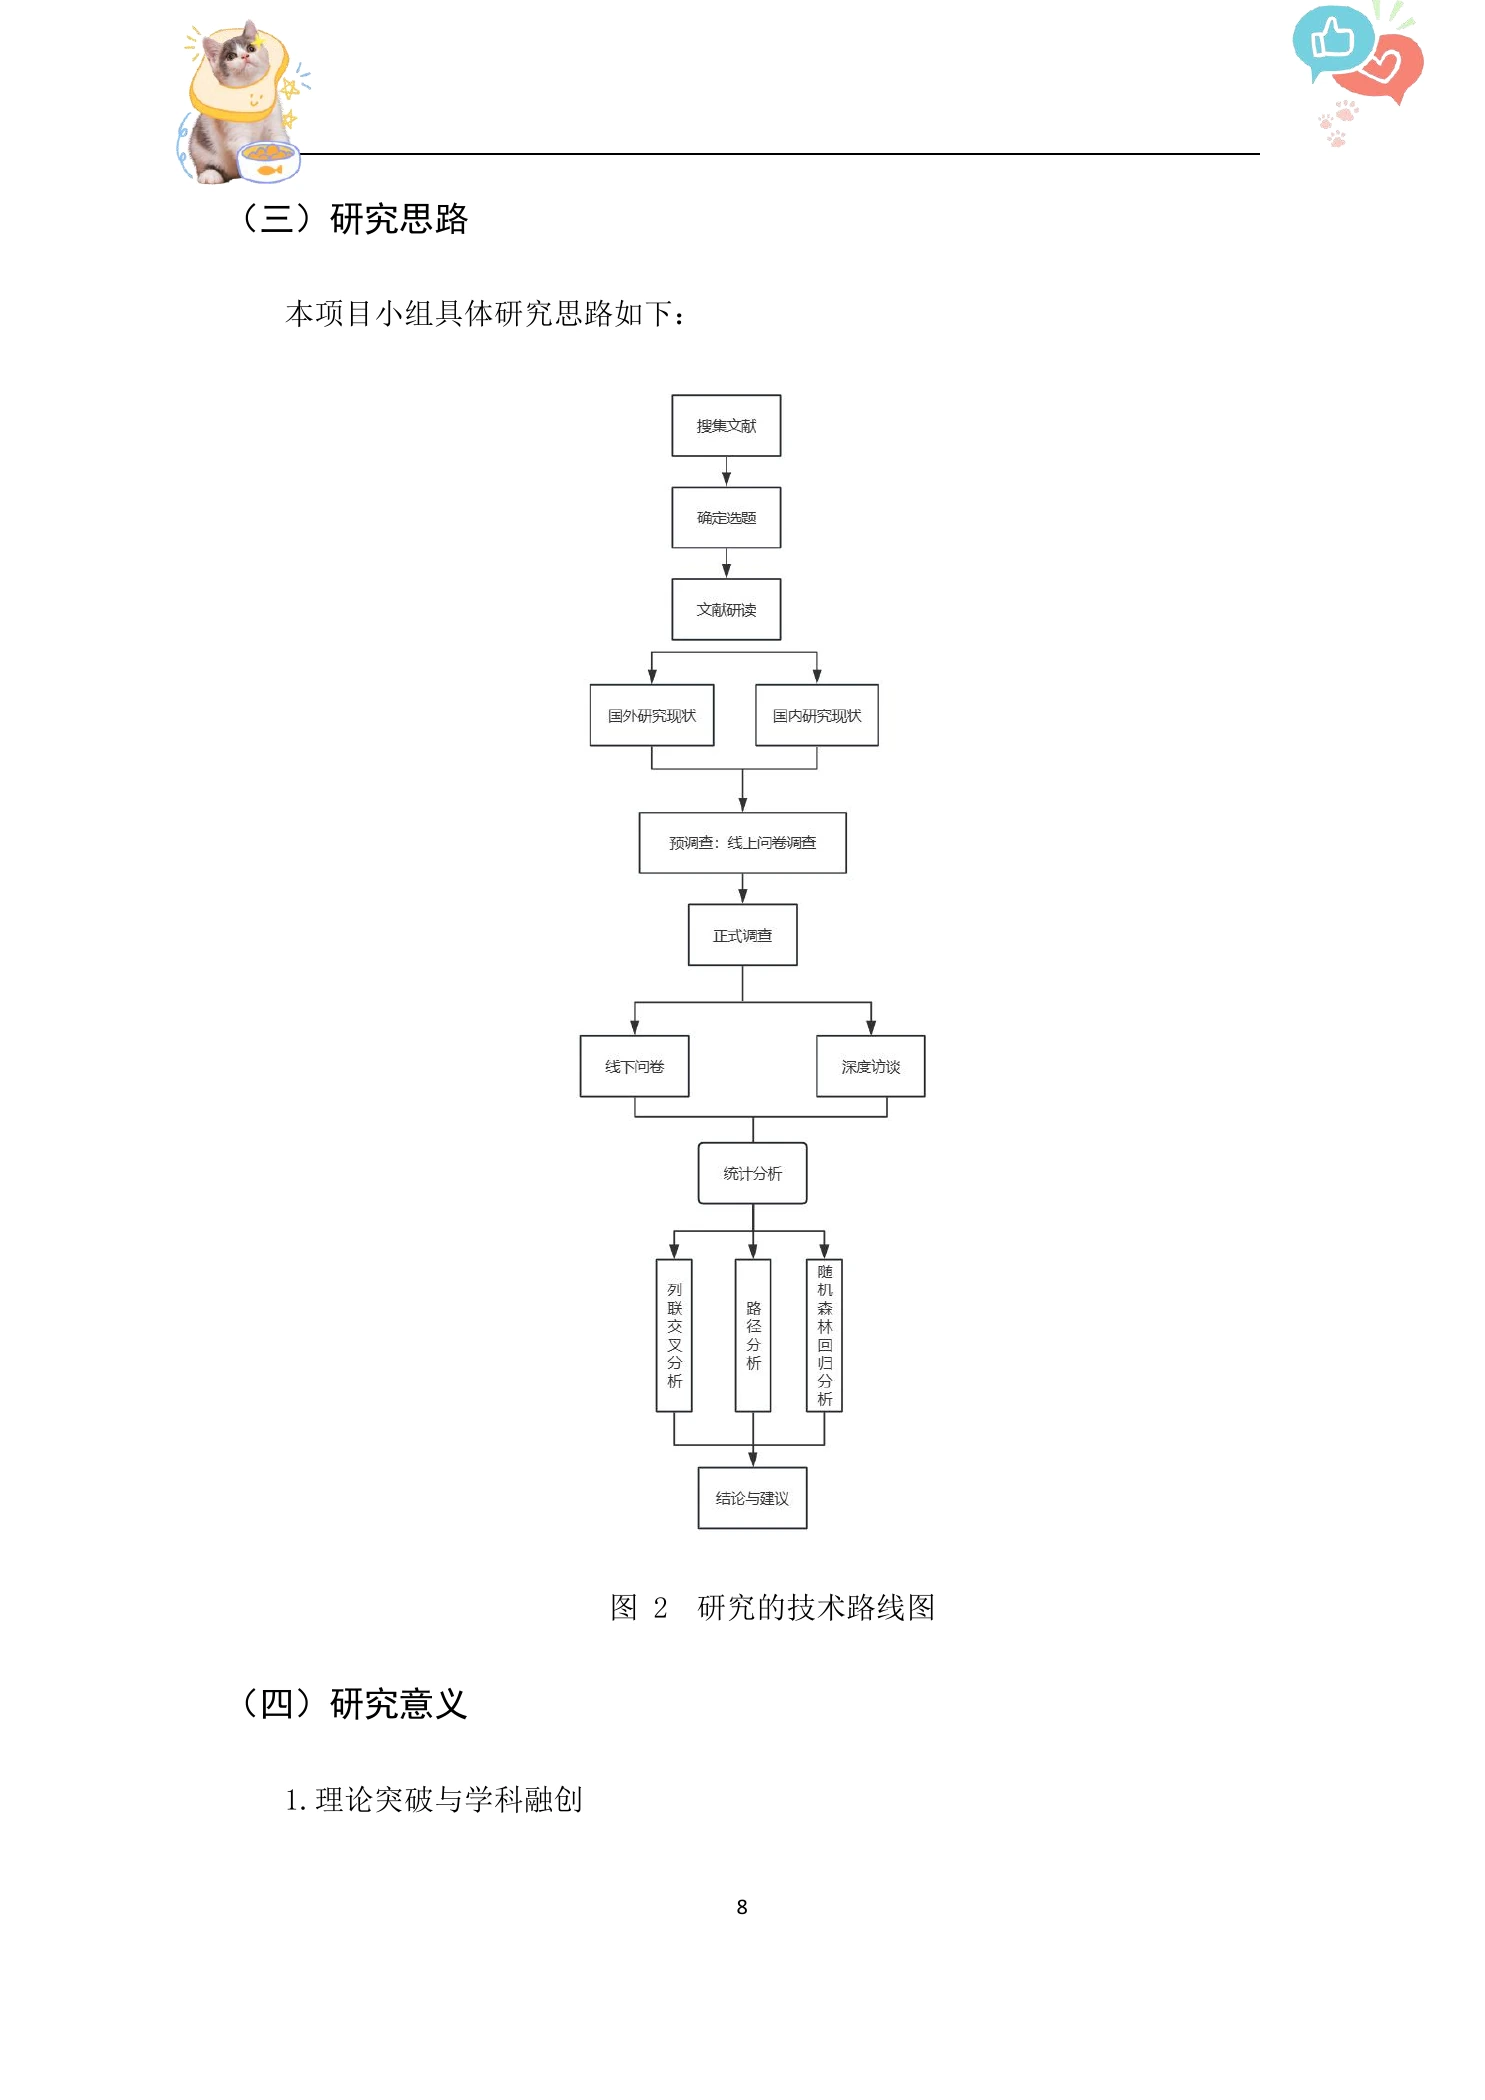 （三）研究思路
本项目小组具体研究思路如下：
搜集文献
确定选题
文献研读
国外研究现状
国内研究现状
预调查：线上问卷调查
正式调查
线下问卷
深度访谈
统计分析
列联交叉分析
路径分析
随机森林回归分析
结论与建议
图 2 研究的技术路线图
（四）研究意义
1.理论突破与学科融创
8